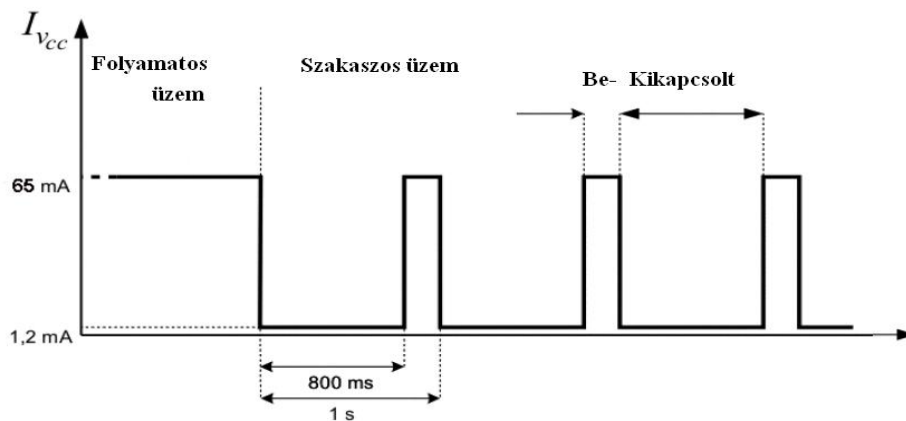 I_vcc
Folyamatos
üzem
Szakaszos üzem
Be- Kikapcsolt
65 mA
1,2 mA
800 ms
1 s